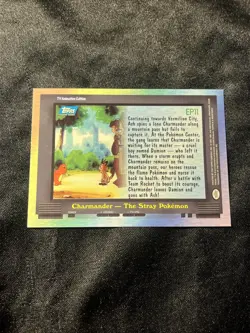 TV Animation Edition
Topps
EP11
Continuing towards Vermilion City,
Ash spies a lone Charmander along
a mountain pass but fails to
capture it. At the Pokémon Center,
the gang learns that Charmander is
waiting for his master — a cruel
boy named Damian — who left it
there. When a storm erupts and
Charmander remains on the
mountain pass, our heroes rescue
the flame Pokémon and nurse it
back to health. After a battle with
Team Rocket to boost its courage,
Charmander leaves Damian and
goes with Ash!
Charmander — The Stray Pokémon